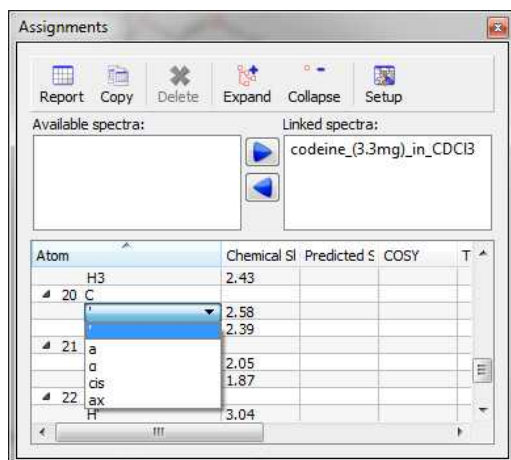 Assignments
Report Copy Delete Expand Collapse Setup
Available spectra: Linked spectra:
codeine_(3.3mg)_in_CDCl3
Atom Chemical Sl Predicted S COSY T
H3 2.43
20 C
' 2.58
' 2.39
21
a
α 2.05
cis 1.87
22 ax
H' 3.04